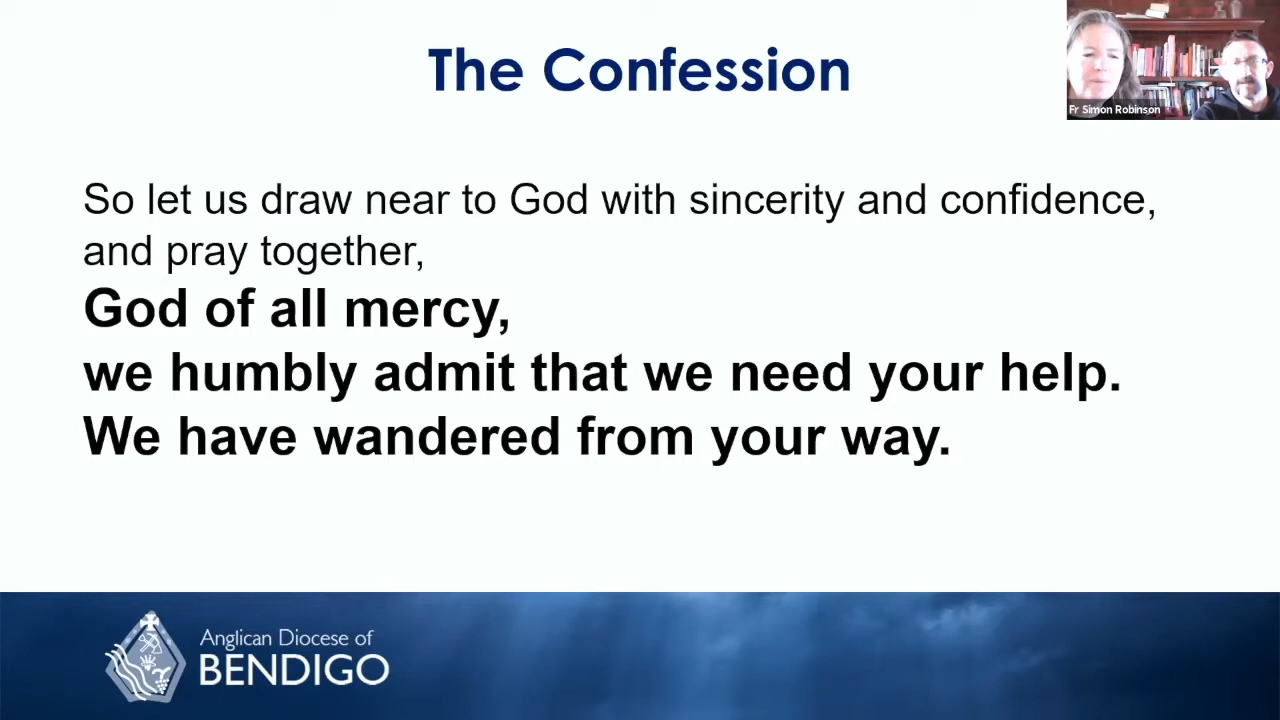 The Confession
Fr Simon Robinson
So let us draw near to God with sincerity and confidence,
and pray together,
God of all mercy,
we humbly admit that we need your help.
We have wandered from your way.
Anglican Diocese of
BENDIGO